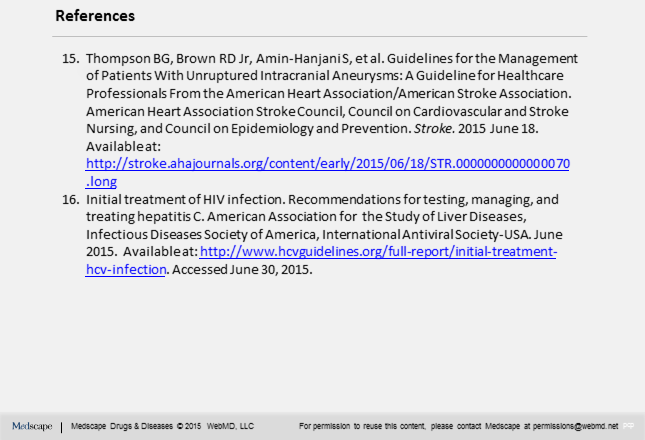 References
15. Thompson BG, Brown RD Jr, Amin-Hanjani S, et al. Guidelines for the Management
of Patients With Unruptured Intracranial Aneurysms: A Guideline for Healthcare
Professionals From the American Heart Association/American Stroke Association.
American Heart Association Stroke Council, Council on Cardiovascular and Stroke
Nursing, and Council on Epidemiology and Prevention. Stroke. 2015 June 18.
Available at:
http://stroke.ahajournals.org/content/early/2015/06/18/STR.0000000000000070
.long
16. Initial treatment of HIV infection. Recommendations for testing, managing, and
treating hepatitis C. American Association for the Study of Liver Diseases,
Infectious Diseases Society of America, International Antiviral Society-USA. June
2015. Available at: http://www.hcvguidelines.org/full-report/initial-treatment-
hcv-infection. Accessed June 30, 2015.
Medscape | Medscape Drugs & Diseases © 2015 WebMD, LLC For permission to reuse this content, please contact Medscape at permissions@webmd.net